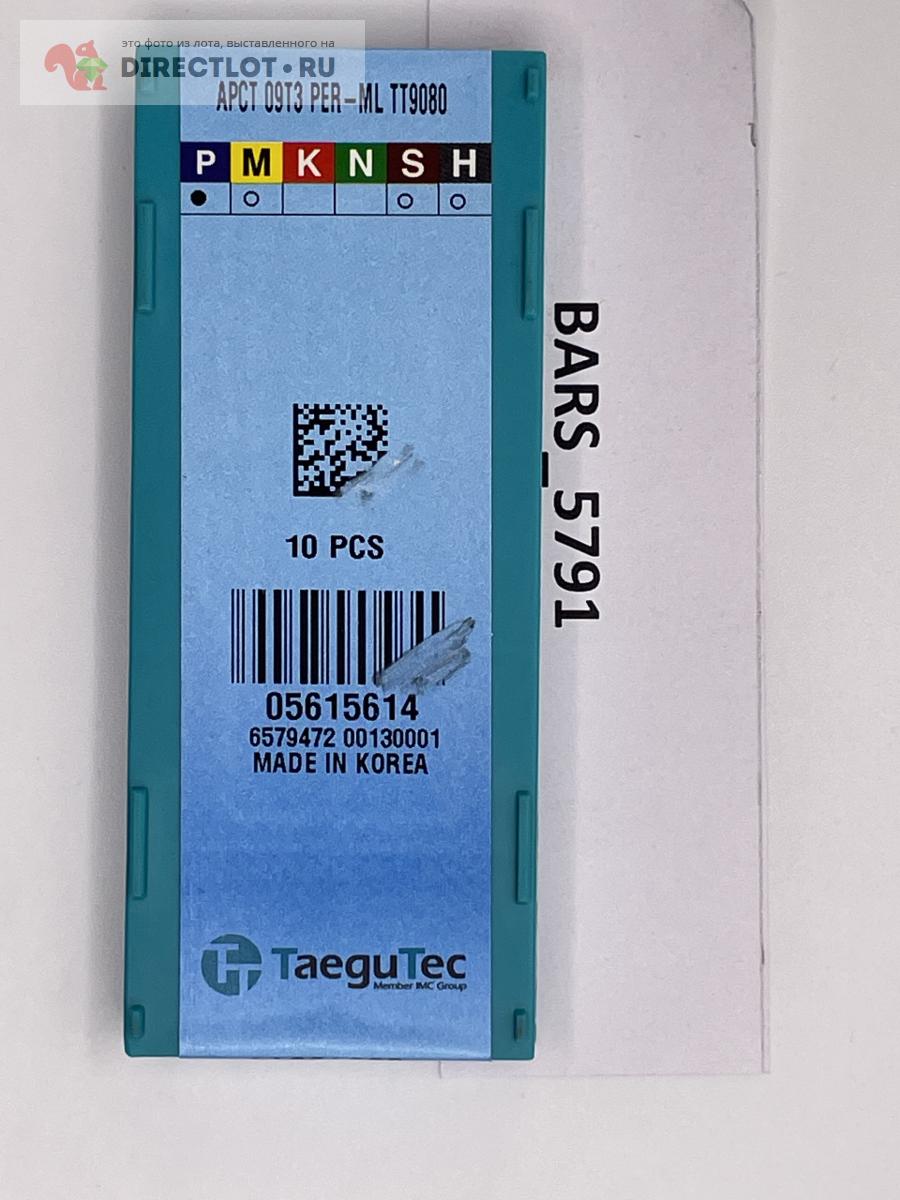 это фото из лота, выставленного на
DIRECTLOT.RU
APCT 09T3 PER-ML TT9080
P M K N S H
10 PCS
05615614
6579472 00130001
MADE IN KOREA
TaeguTec
Member IMC Group
BARS_5791